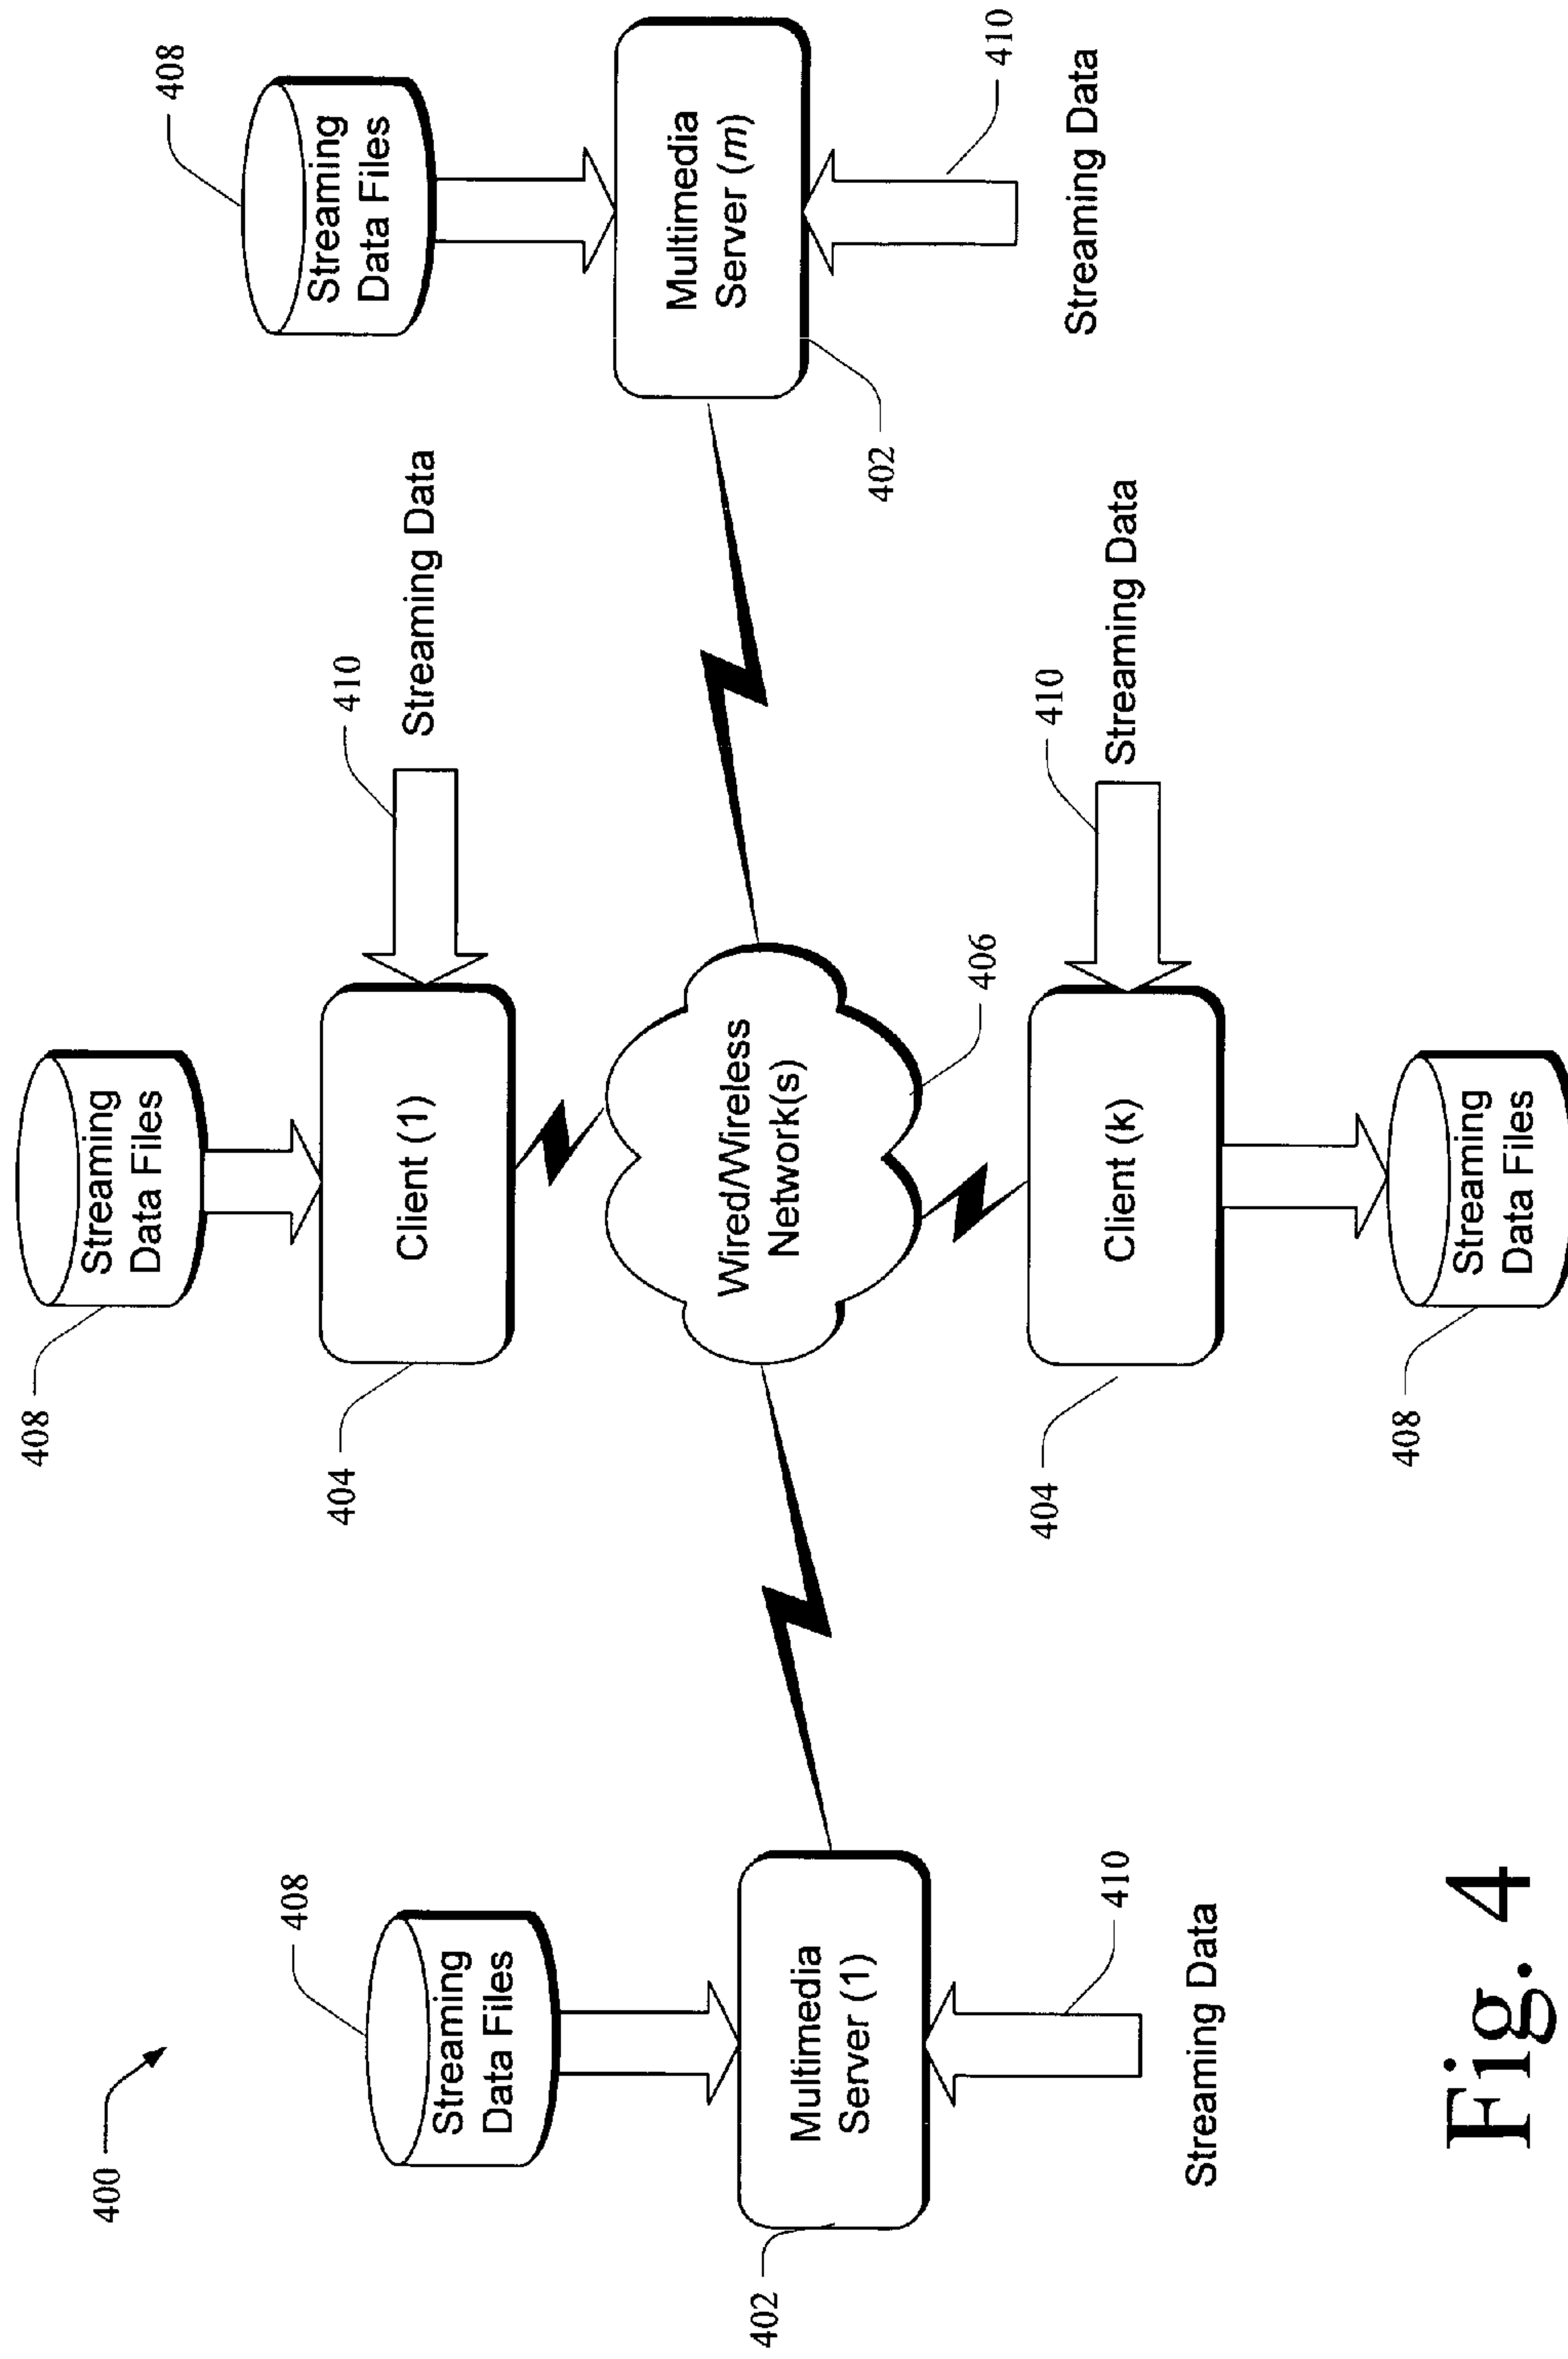 400
408
Streaming
Data Files
404
Client (1)
410
Streaming Data
408
Streaming
Data Files
408
Streaming
Data Files
402
Multimedia
Server (1)
410
Streaming Data
Wired/Wireless
Network(s)
406
Multimedia
Server (m)
402
410
Streaming Data
404
Client (k)
410
Streaming Data
408
Streaming
Data Files
Fig. 4